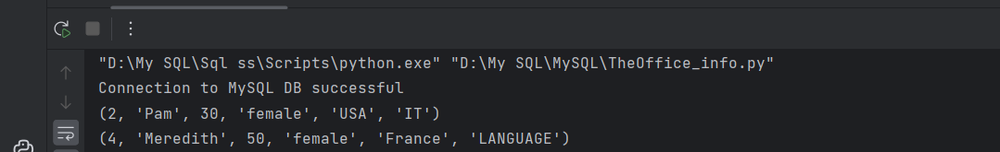 "D:\My SQL\Sql ss\Scripts\python.exe" "D:\My SQL\MySQL\TheOffice_info.py"
Connection to MySQL DB successful
(2, 'Pam', 30, 'female', 'USA', 'IT')
(4, 'Meredith', 50, 'female', 'France', 'LANGUAGE')